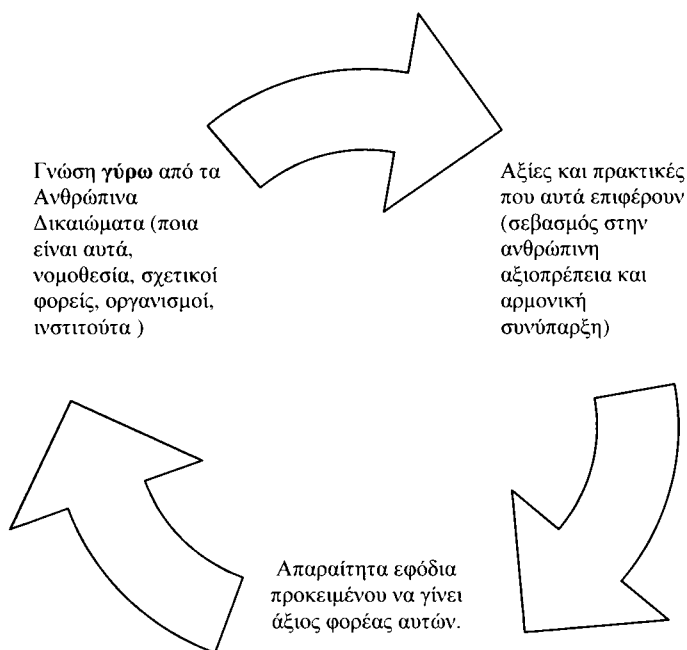 Γνώση γύρω από τα
Ανθρώπινα
Δικαιώματα (ποια
είναι αυτά,
νομοθεσία, σχετικοί
φορείς, οργανισμοί,
ινστιτούτα )
Αξίες και πρακτικές
που αυτά επιφέρουν
(σεβασμός στην
ανθρώπινη
αξιοπρέπεια και
αρμονική
συνύπαρξη)
Απαραίτητα εφόδια
προκειμένου να γίνει
άξιος φορέας αυτών.